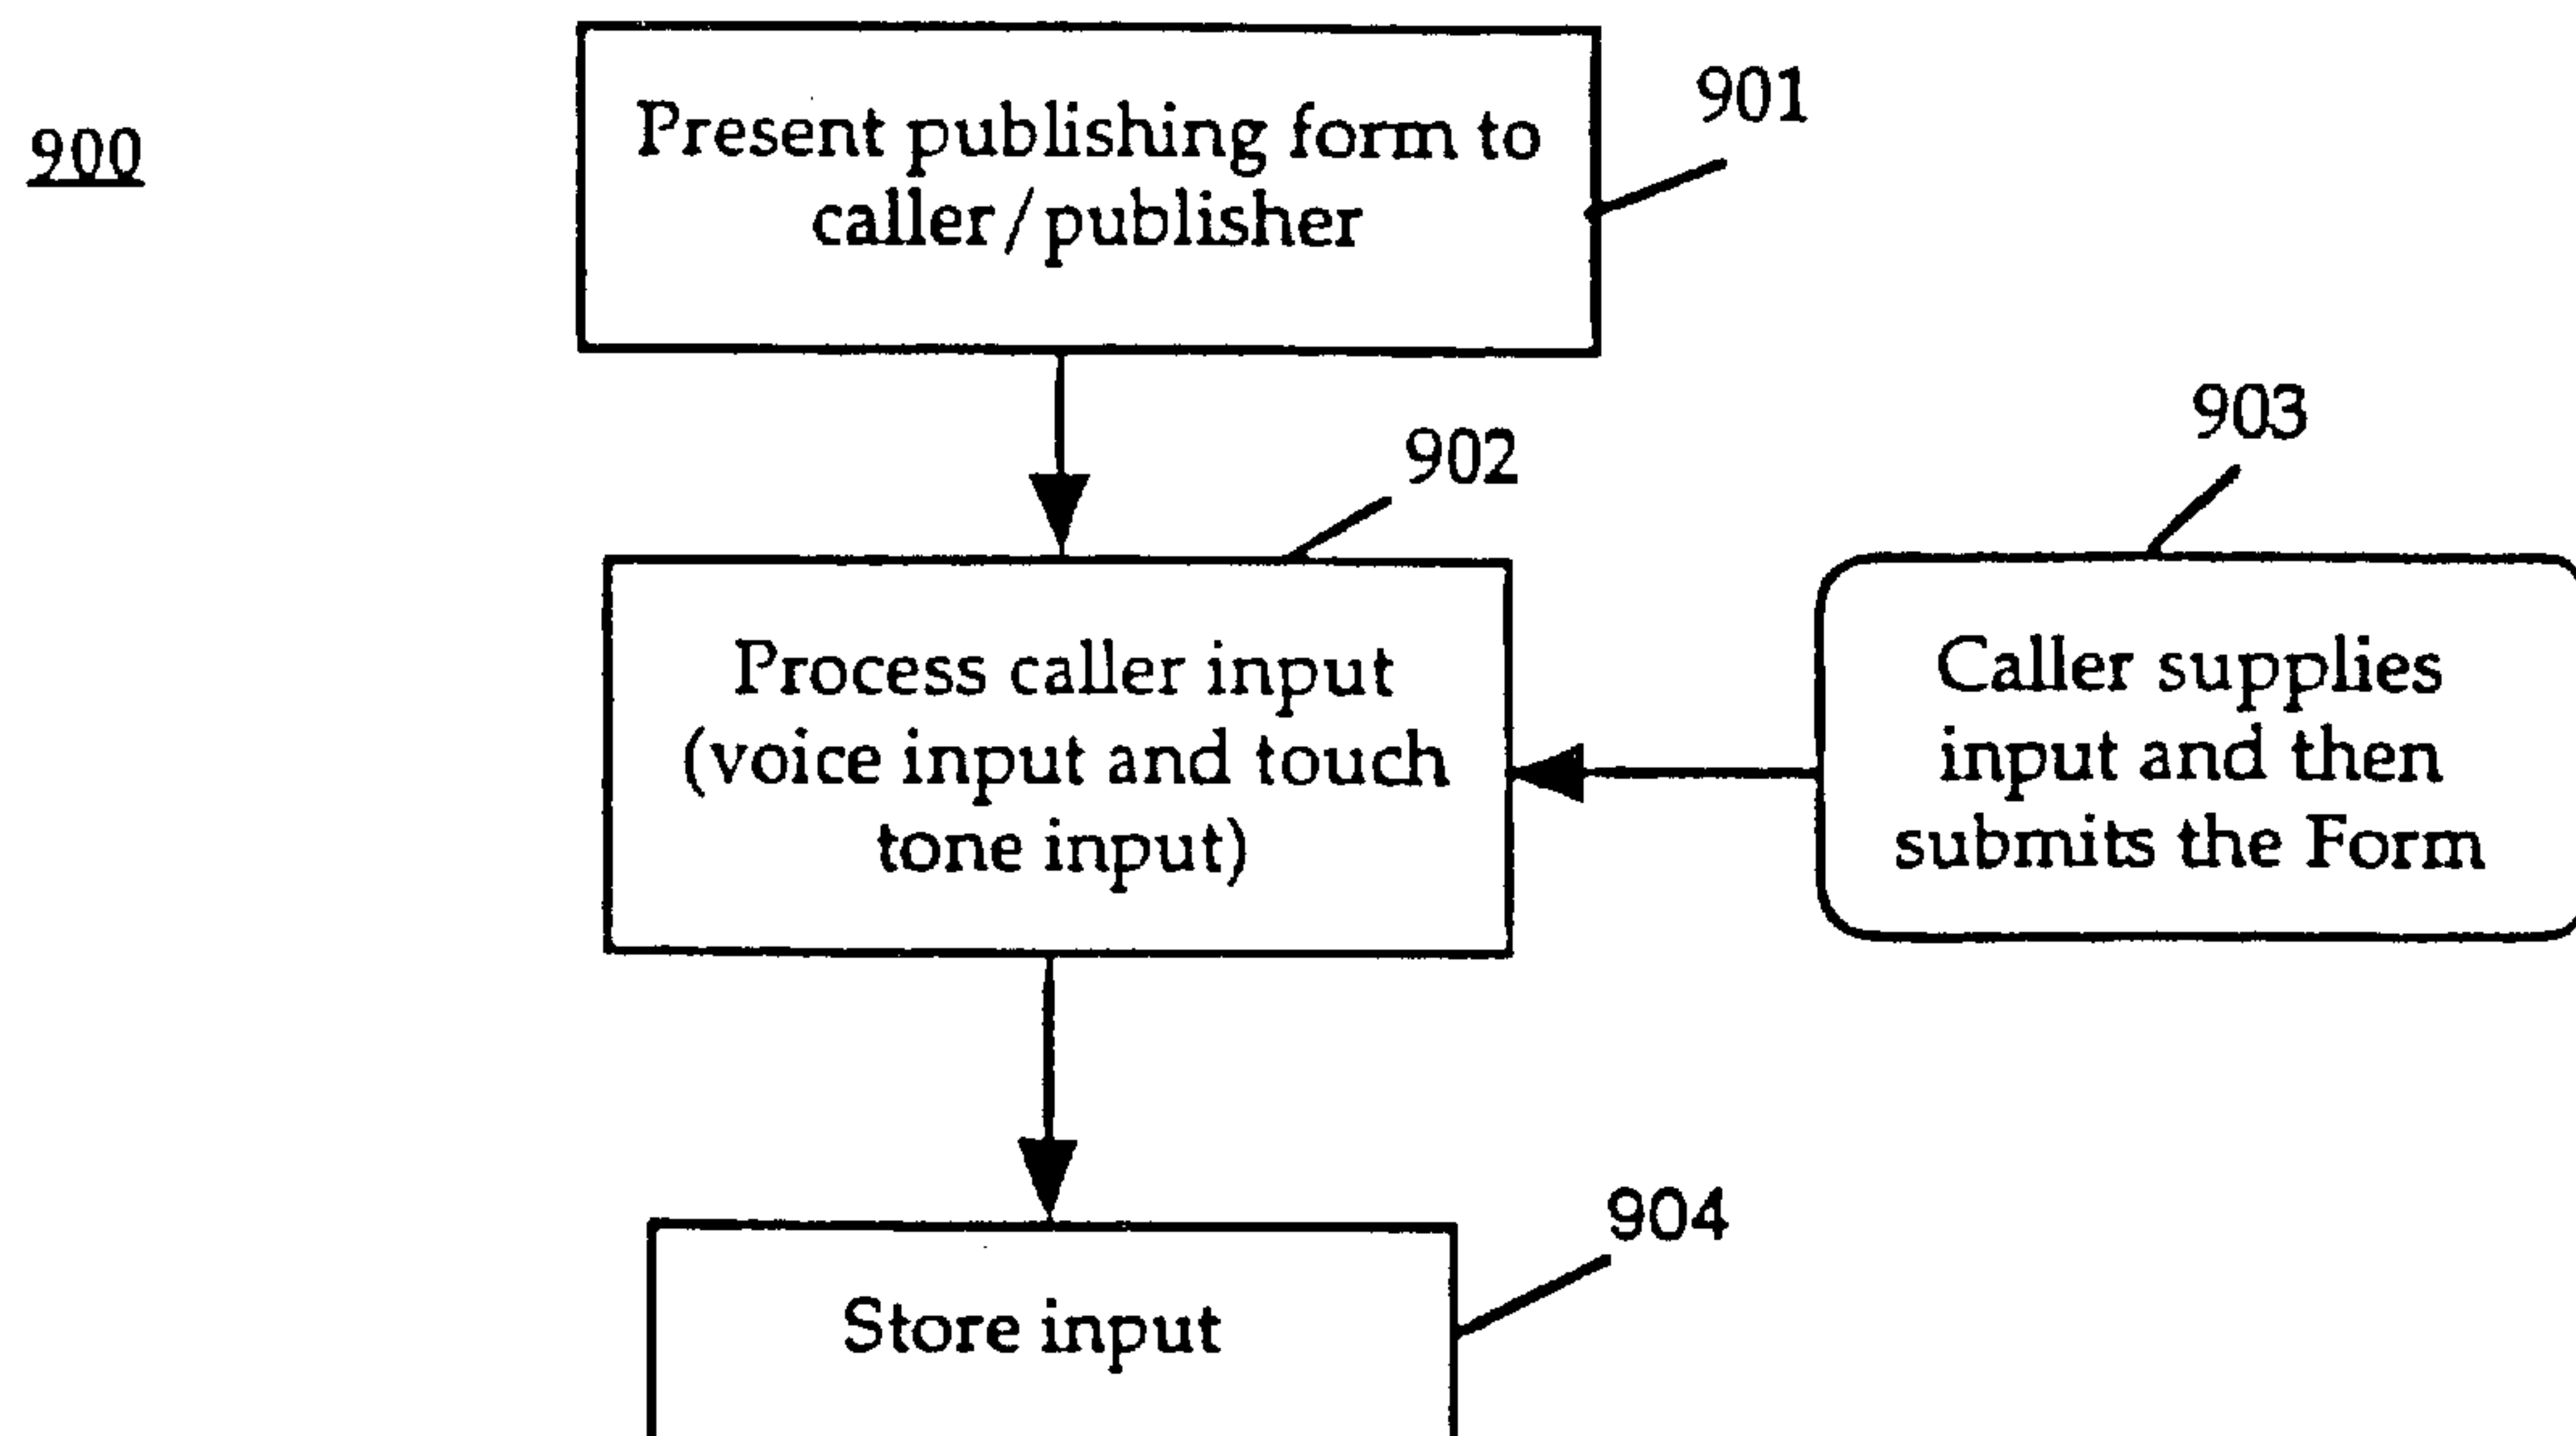 900
Present publishing form to
caller/publisher
901
902
Process caller input
(voice input and touch
tone input)
903
Caller supplies
input and then
submits the Form
904
Store input